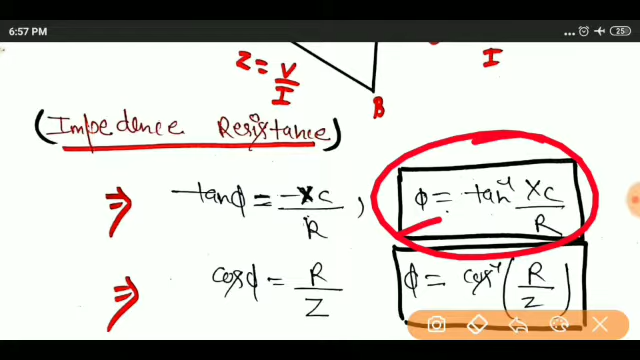 6:57 PM ... 25
Z = V/I I
B
(Impedence Resistance)
⇒ tanϕ = -Xc/R, ϕ = tan⁻¹ Xc/R
⇒ cosϕ = R/Z ϕ = cos⁻¹ (R/Z)